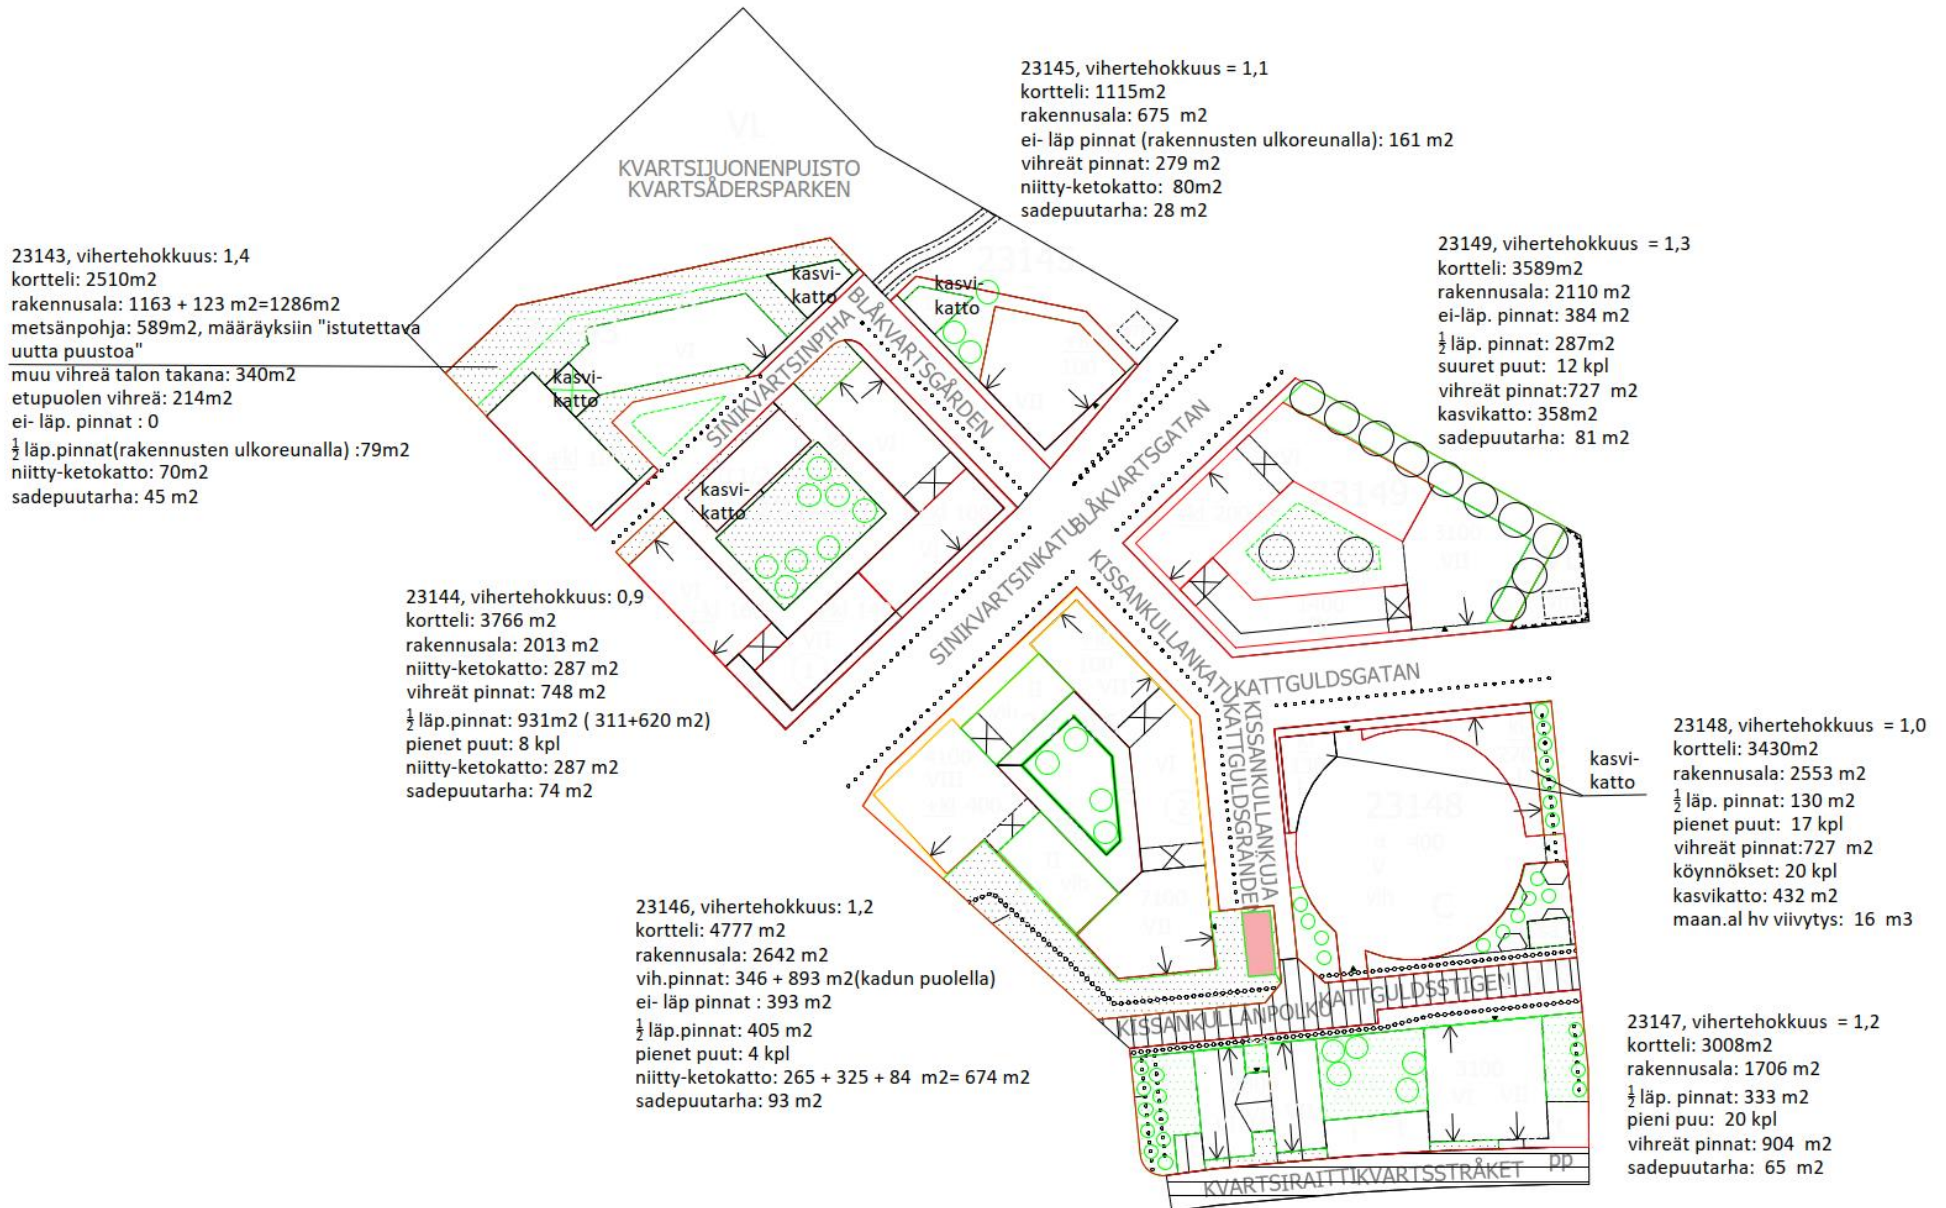 23145, vihertehokkuus = 1,1
kortteli: 1115m2
rakennusala: 675 m2
ei- läp pinnat (rakennusten ulkoreunalla): 161 m2
vihreät pinnat: 279 m2
niitty-ketokatto: 80m2
sadepuutarha: 28 m2
VL
KVARTSIJUONENPUISTO
KVARTSÅDERSPARKEN
23143, vihertehokkuus: 1,4
kortteli: 2510m2
rakennusala: 1163 + 123 m2=1286m2
metsänpohja: 589m2, määräyksiin "istutettava
uutta puustoa"
muu vihreä talon takana: 340m2
etupuolen vihreä: 214m2
ei- läp. pinnat : 0
½ läp.pinnat(rakennusten ulkoreunalla) :79m2
niitty-ketokatto: 70m2
sadepuutarha: 45 m2
23149, vihertehokkuus = 1,3
kortteli: 3589m2
rakennusala: 2110 m2
ei-läp. pinnat: 384 m2
½ läp. pinnat: 287m2
suuret puut: 12 kpl
vihreät pinnat:727 m2
kasvikatto: 358m2
sadepuutarha: 81 m2
kasvi-
katto
kasvi-
katto
kasvi-
katto
kasvi-
katto
SINIKVARTSINPIHA
BLÅKVARTSGÅRDEN
SINIKVARTSINKATU
BLÅKVARTSGATAN
23149
KISSANKULLANKATU
KATTGULDSGATAN
KISSANKULLANKUJA
KATTGULDSGRÄNDEN
23144, vihertehokkuus: 0,9
kortteli: 3766 m2
rakennusala: 2013 m2
niitty-ketokatto: 287 m2
vihreät pinnat: 748 m2
½ läp.pinnat: 931m2 ( 311+620 m2)
pienet puut: 8 kpl
niitty-ketokatto: 287 m2
sadepuutarha: 74 m2
kasvi-
katto
23148
23148, vihertehokkuus = 1,0
kortteli: 3430m2
rakennusala: 2553 m2
½ läp. pinnat: 130 m2
pienet puut: 17 kpl
vihreät pinnat:727 m2
köynnökset: 20 kpl
kasvikatto: 432 m2
maan.al hv viivytys: 16 m3
23146, vihertehokkuus: 1,2
kortteli: 4777 m2
rakennusala: 2642 m2
vih.pinnat: 346 + 893 m2(kadun puolella)
ei- läp pinnat : 393 m2
½ läp.pinnat: 405 m2
pienet puut: 4 kpl
niitty-ketokatto: 265 + 325 + 84 m2= 674 m2
sadepuutarha: 93 m2
KISSANKULLANPOLKU
KATTGULDSSTIGEN
23147, vihertehokkuus = 1,2
kortteli: 3008m2
rakennusala: 1706 m2
½ läp. pinnat: 333 m2
pieni puu: 20 kpl
vihreät pinnat: 904 m2
sadepuutarha: 65 m2
KVARTSIRAITTI
KVARTSSTRÅKET
pp